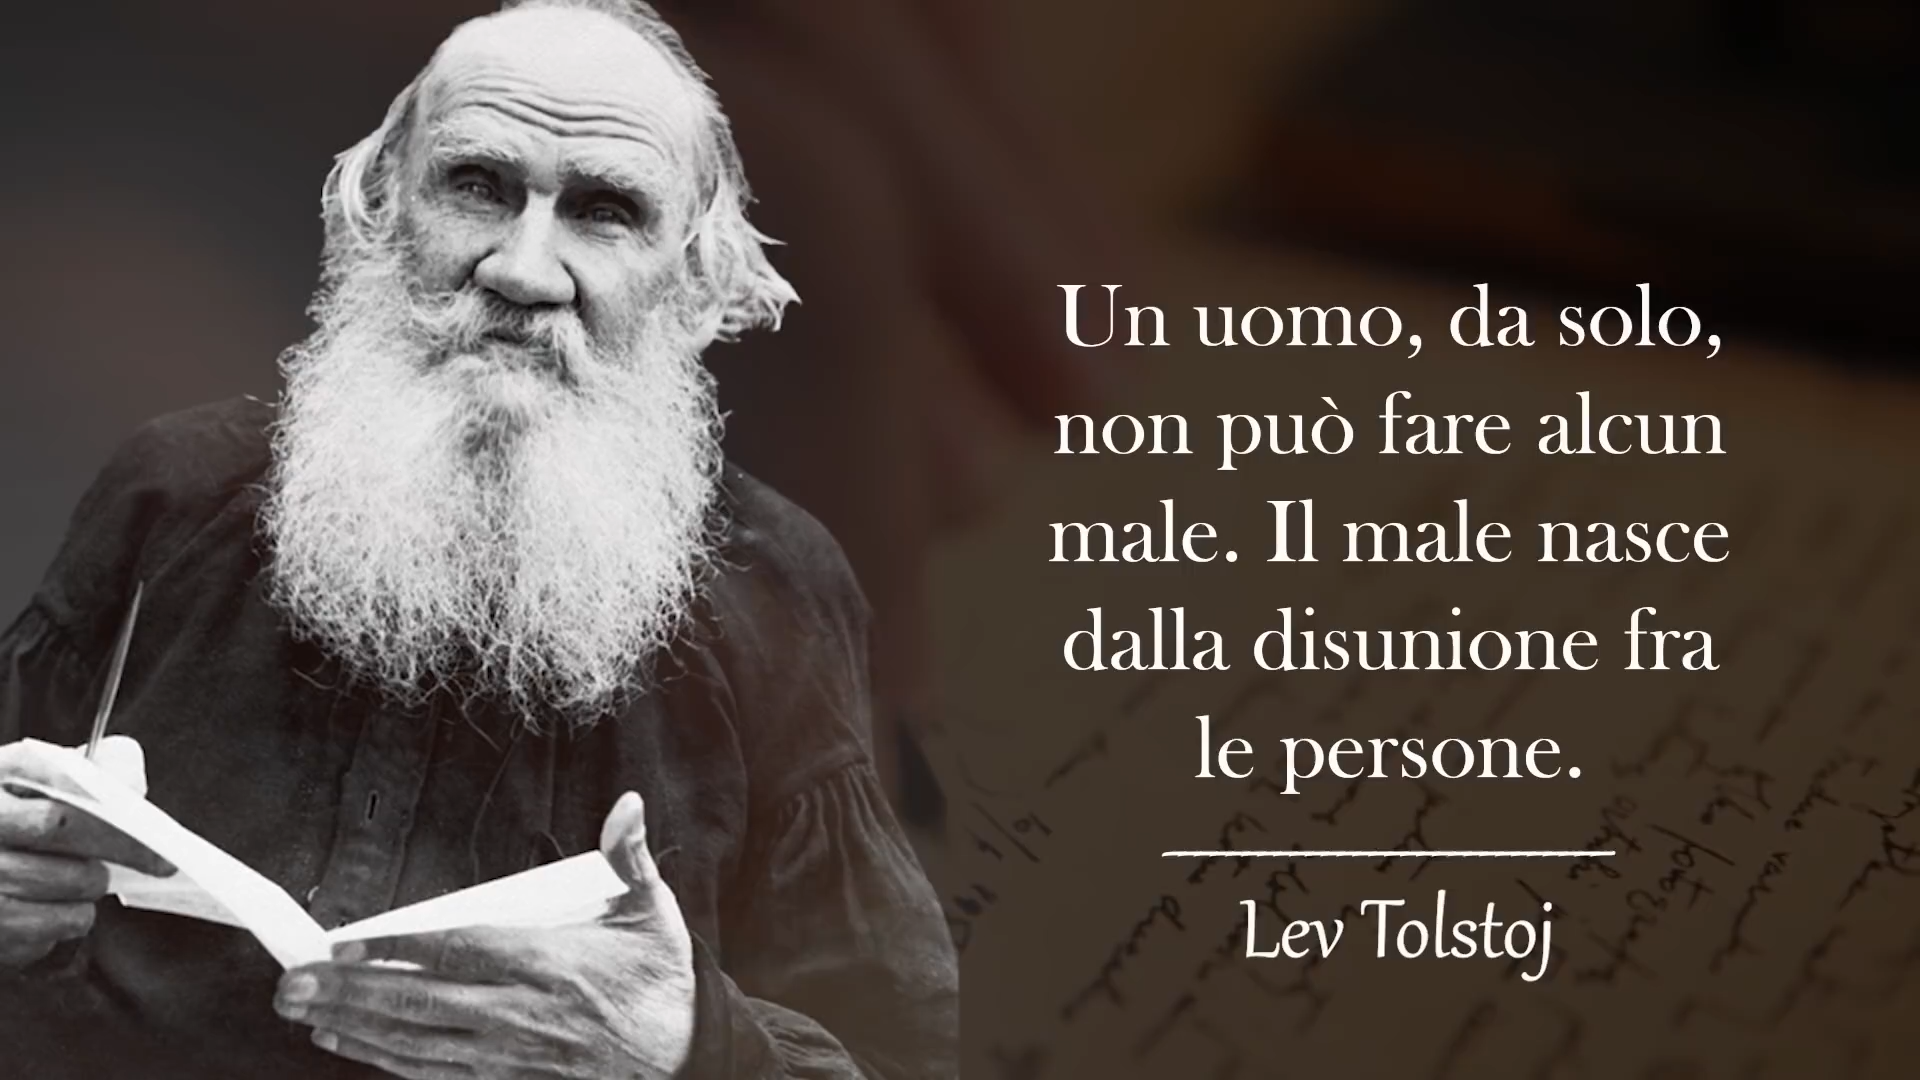 Un uomo, da solo,
non può fare alcun
male. Il male nasce
dalla disunione fra
le persone.
Lev Tolstoj